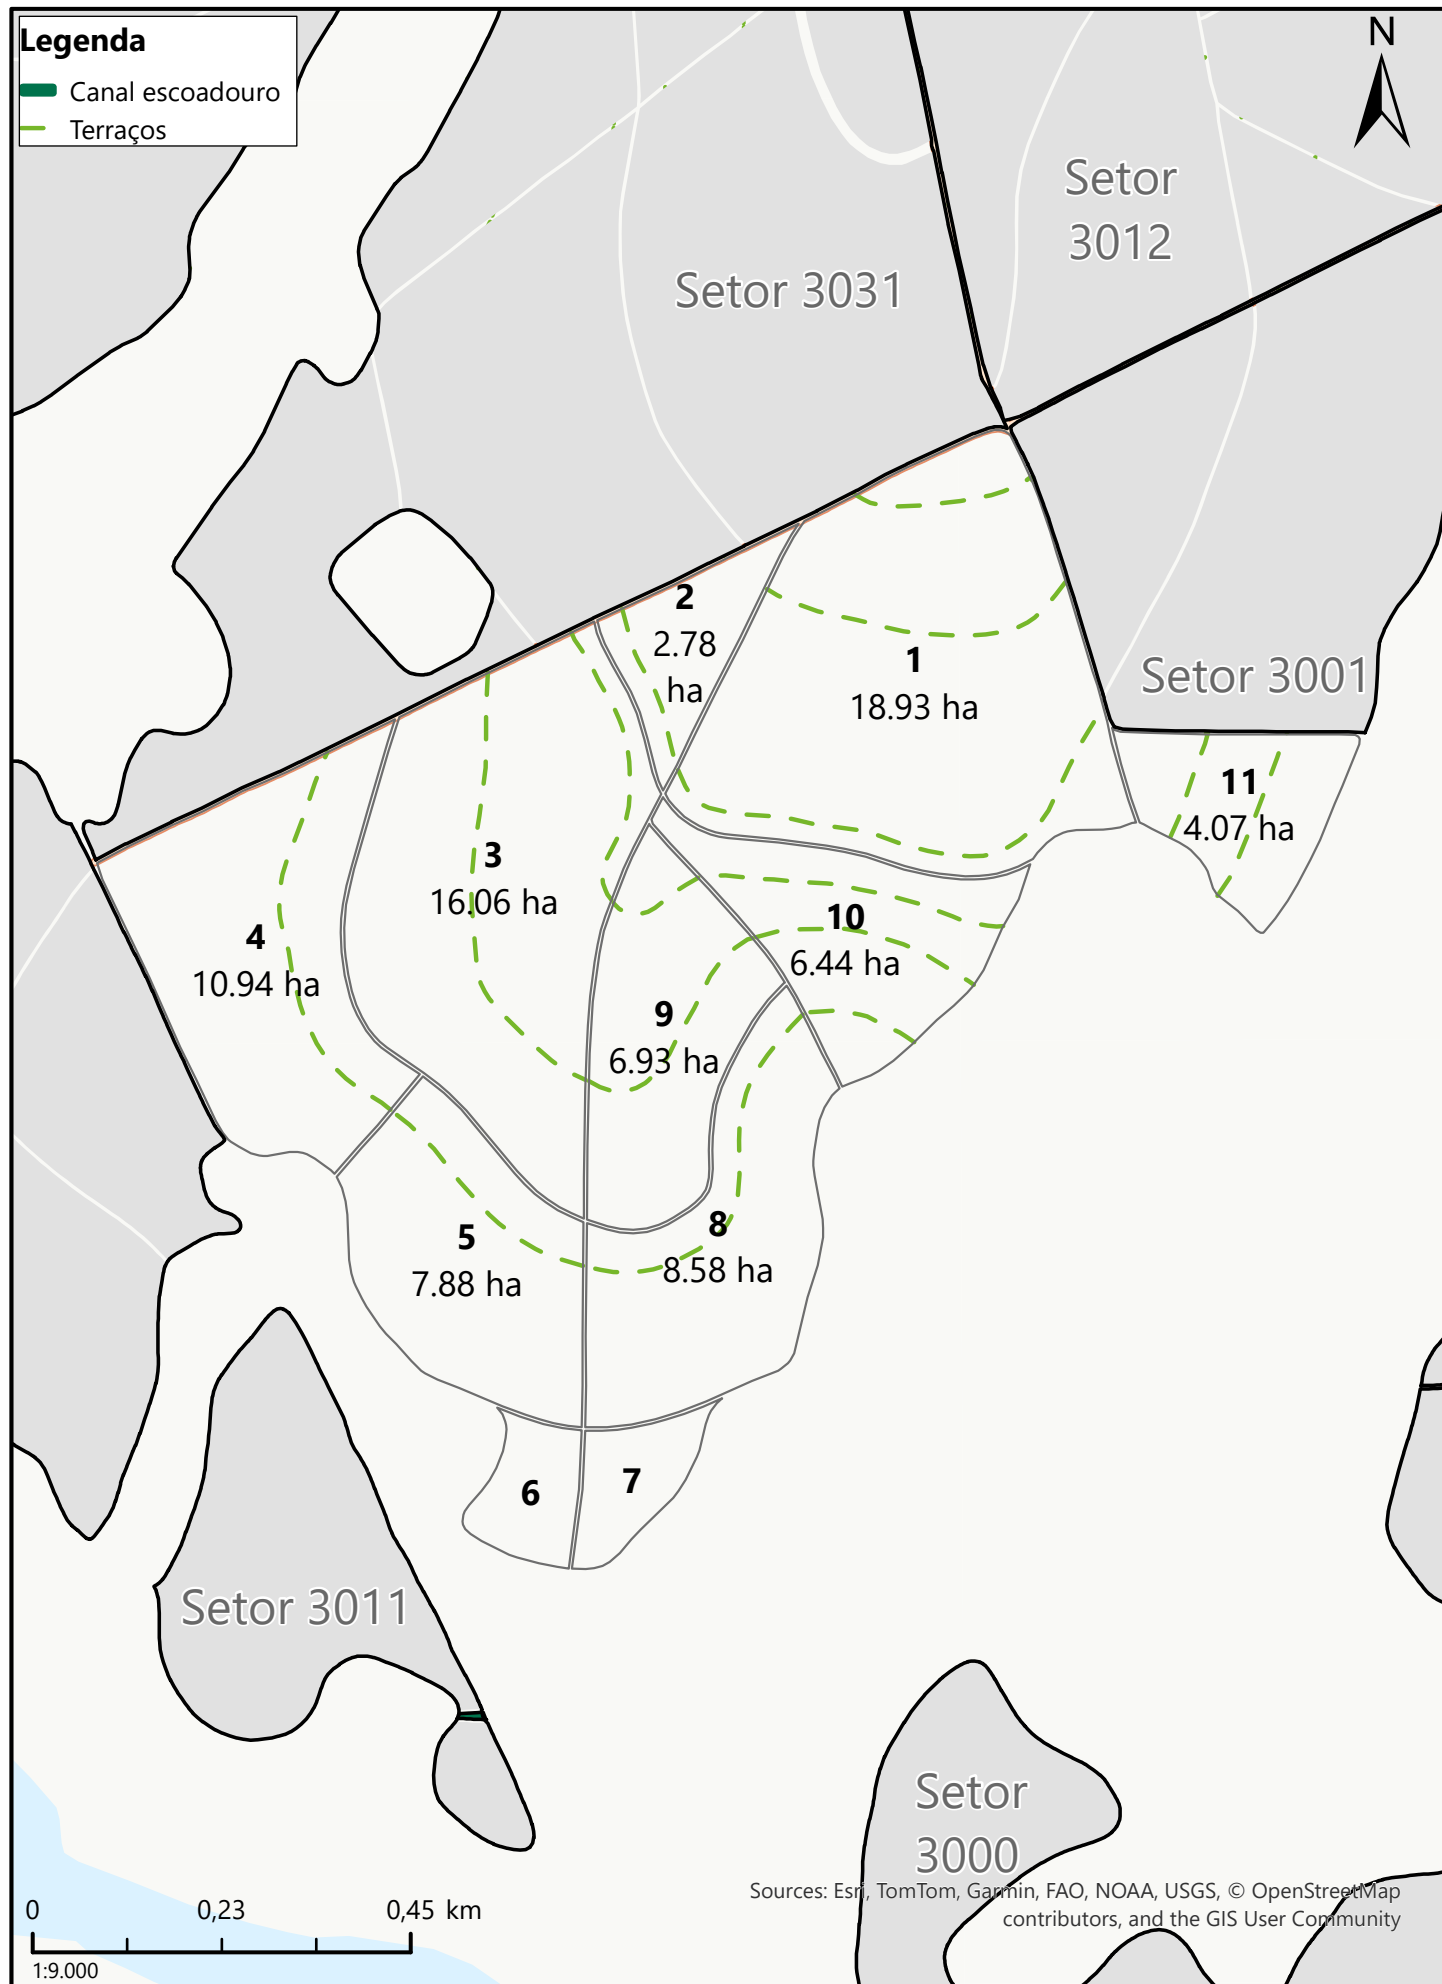 Legenda
Canal escoadouro
Terraços
N
Setor
3012
Setor 3031
Setor 3001
2
2.78
ha
1
18.93 ha
11
4.07 ha
3
16.06 ha
10
6.44 ha
4
10.94 ha
9
6.93 ha
8
8.58 ha
5
7.88 ha
6
7
Setor 3011
Setor
3000
Sources: Esri, TomTom, Garmin, FAO, NOAA, USGS, © OpenStreetMap
contributors, and the GIS User Community
0 0,23 0,45 km
1:9.000